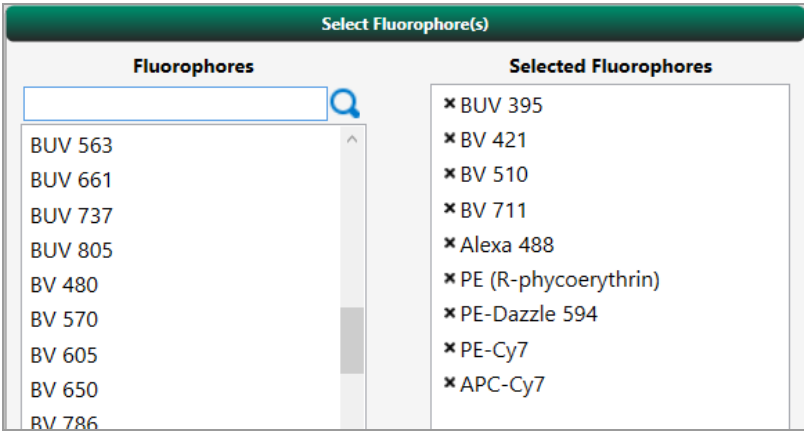 Select Fluorophore(s)
Fluorophores
BUV 563
BUV 661
BUV 737
BUV 805
BV 480
BV 570
BV 605
BV 650
BV 786
Selected Fluorophores
×BUV 395
×BV 421
×BV 510
×BV 711
×Alexa 488
×PE (R-phycoerythrin)
×PE-Dazzle 594
×PE-Cy7
×APC-Cy7